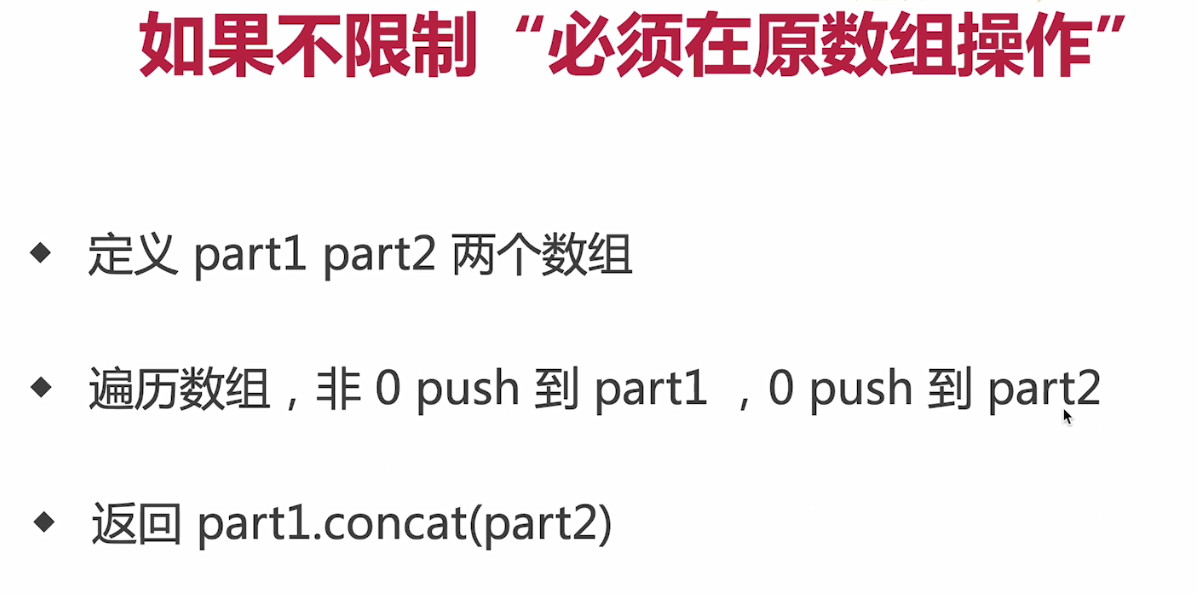 如果不限制“必须在原数组操作”
◆ 定义 part1 part2 两个数组
◆ 遍历数组，非 0 push 到 part1 ，0 push 到 part2
◆ 返回 part1.concat(part2)